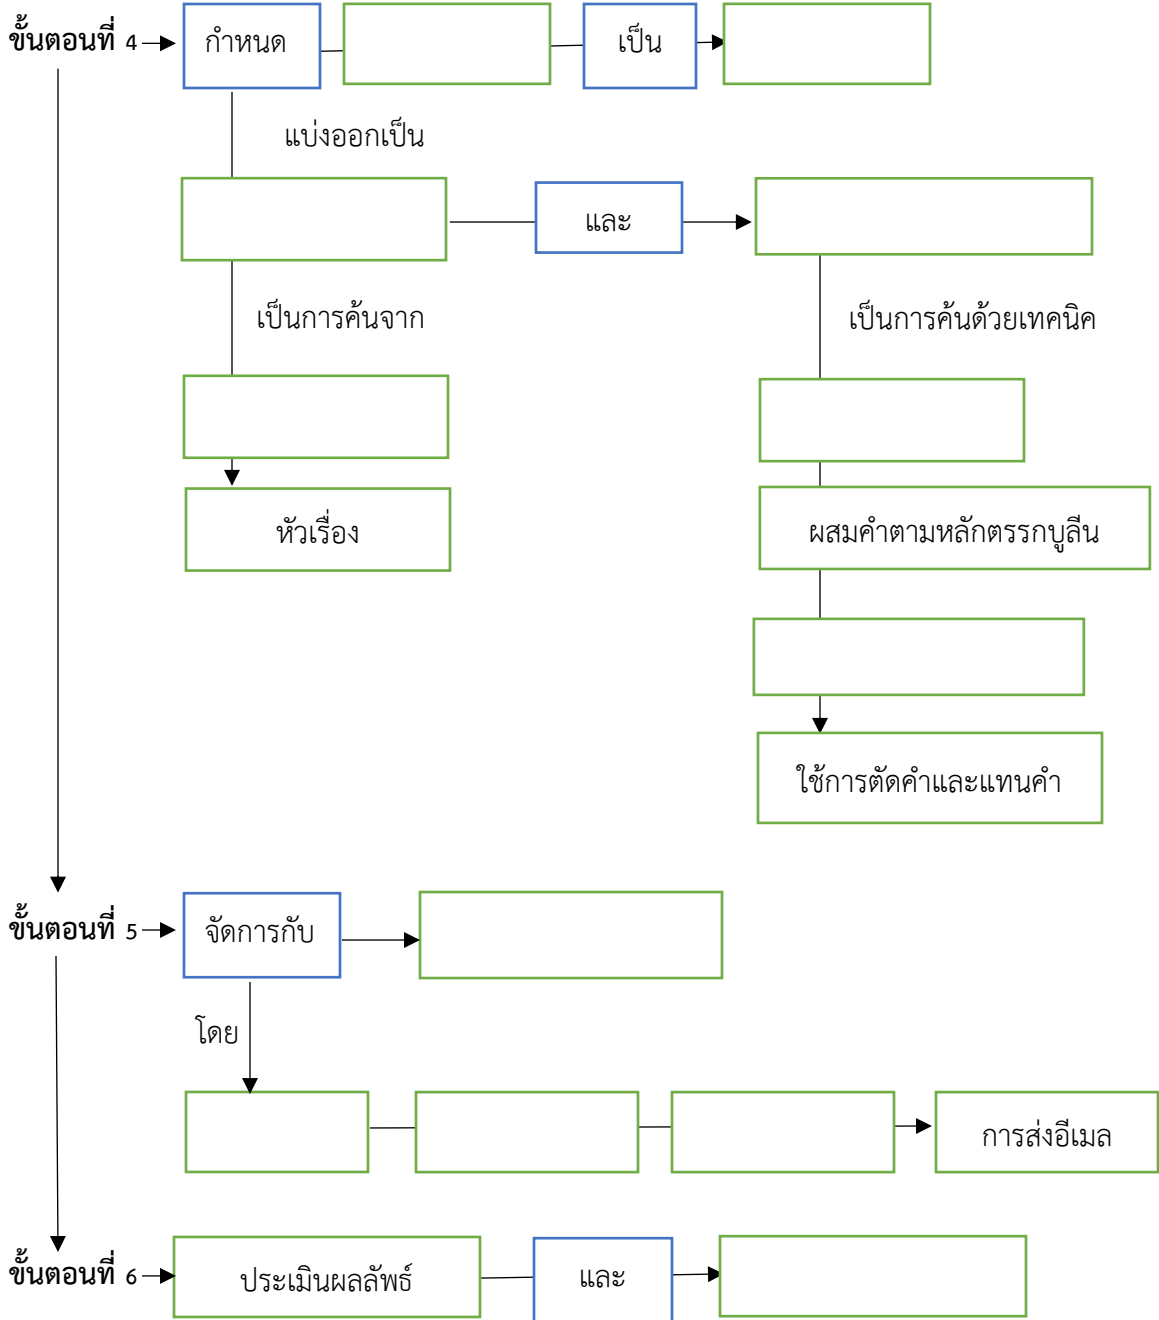 ขั้นตอนที่ 4 กำหนด เป็น
แบ่งออกเป็น
และ
เป็นการค้นจาก เป็นการค้นด้วยเทคนิค
หัวเรื่อง ผสมคำตามหลักตรรกบูลีน
ใช้การตัดคำและแทนคำ
ขั้นตอนที่ 5 จัดการกับ
โดย
การส่งอีเมล
ขั้นตอนที่ 6 ประเมินผลลัพธ์ และ